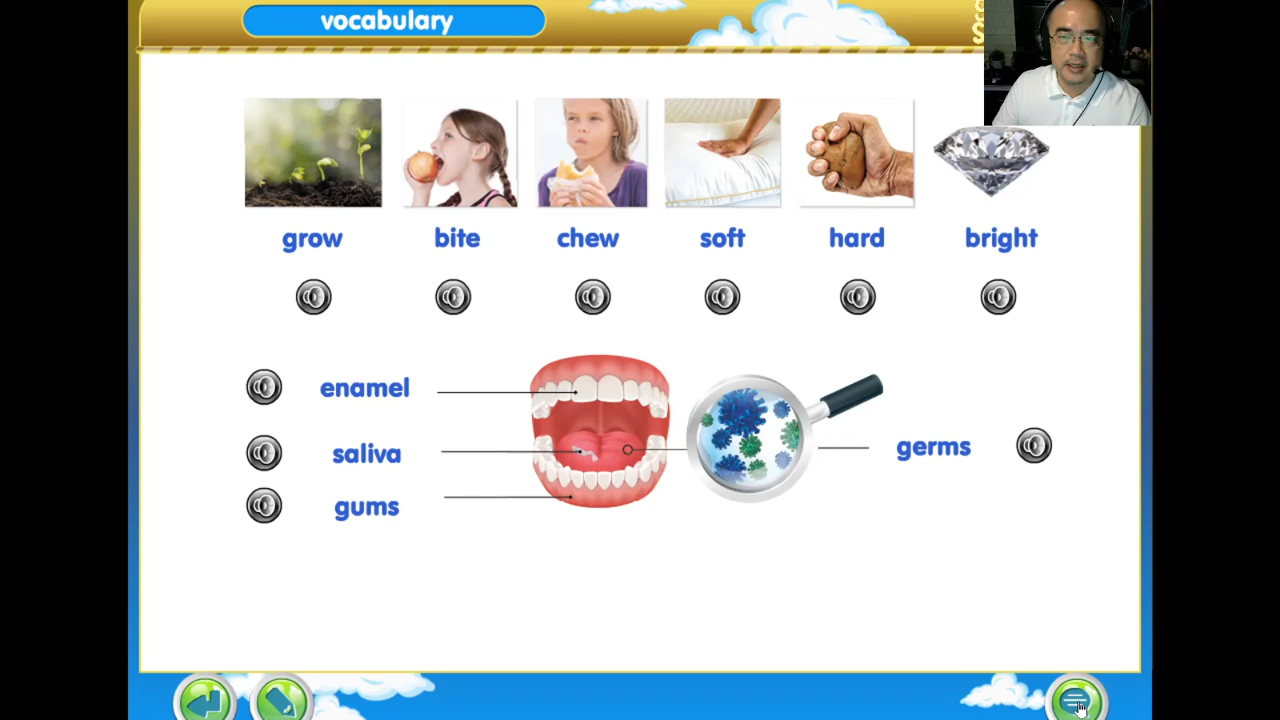 vocabulary
grow bite chew soft hard bright
enamel
saliva
germs
gums